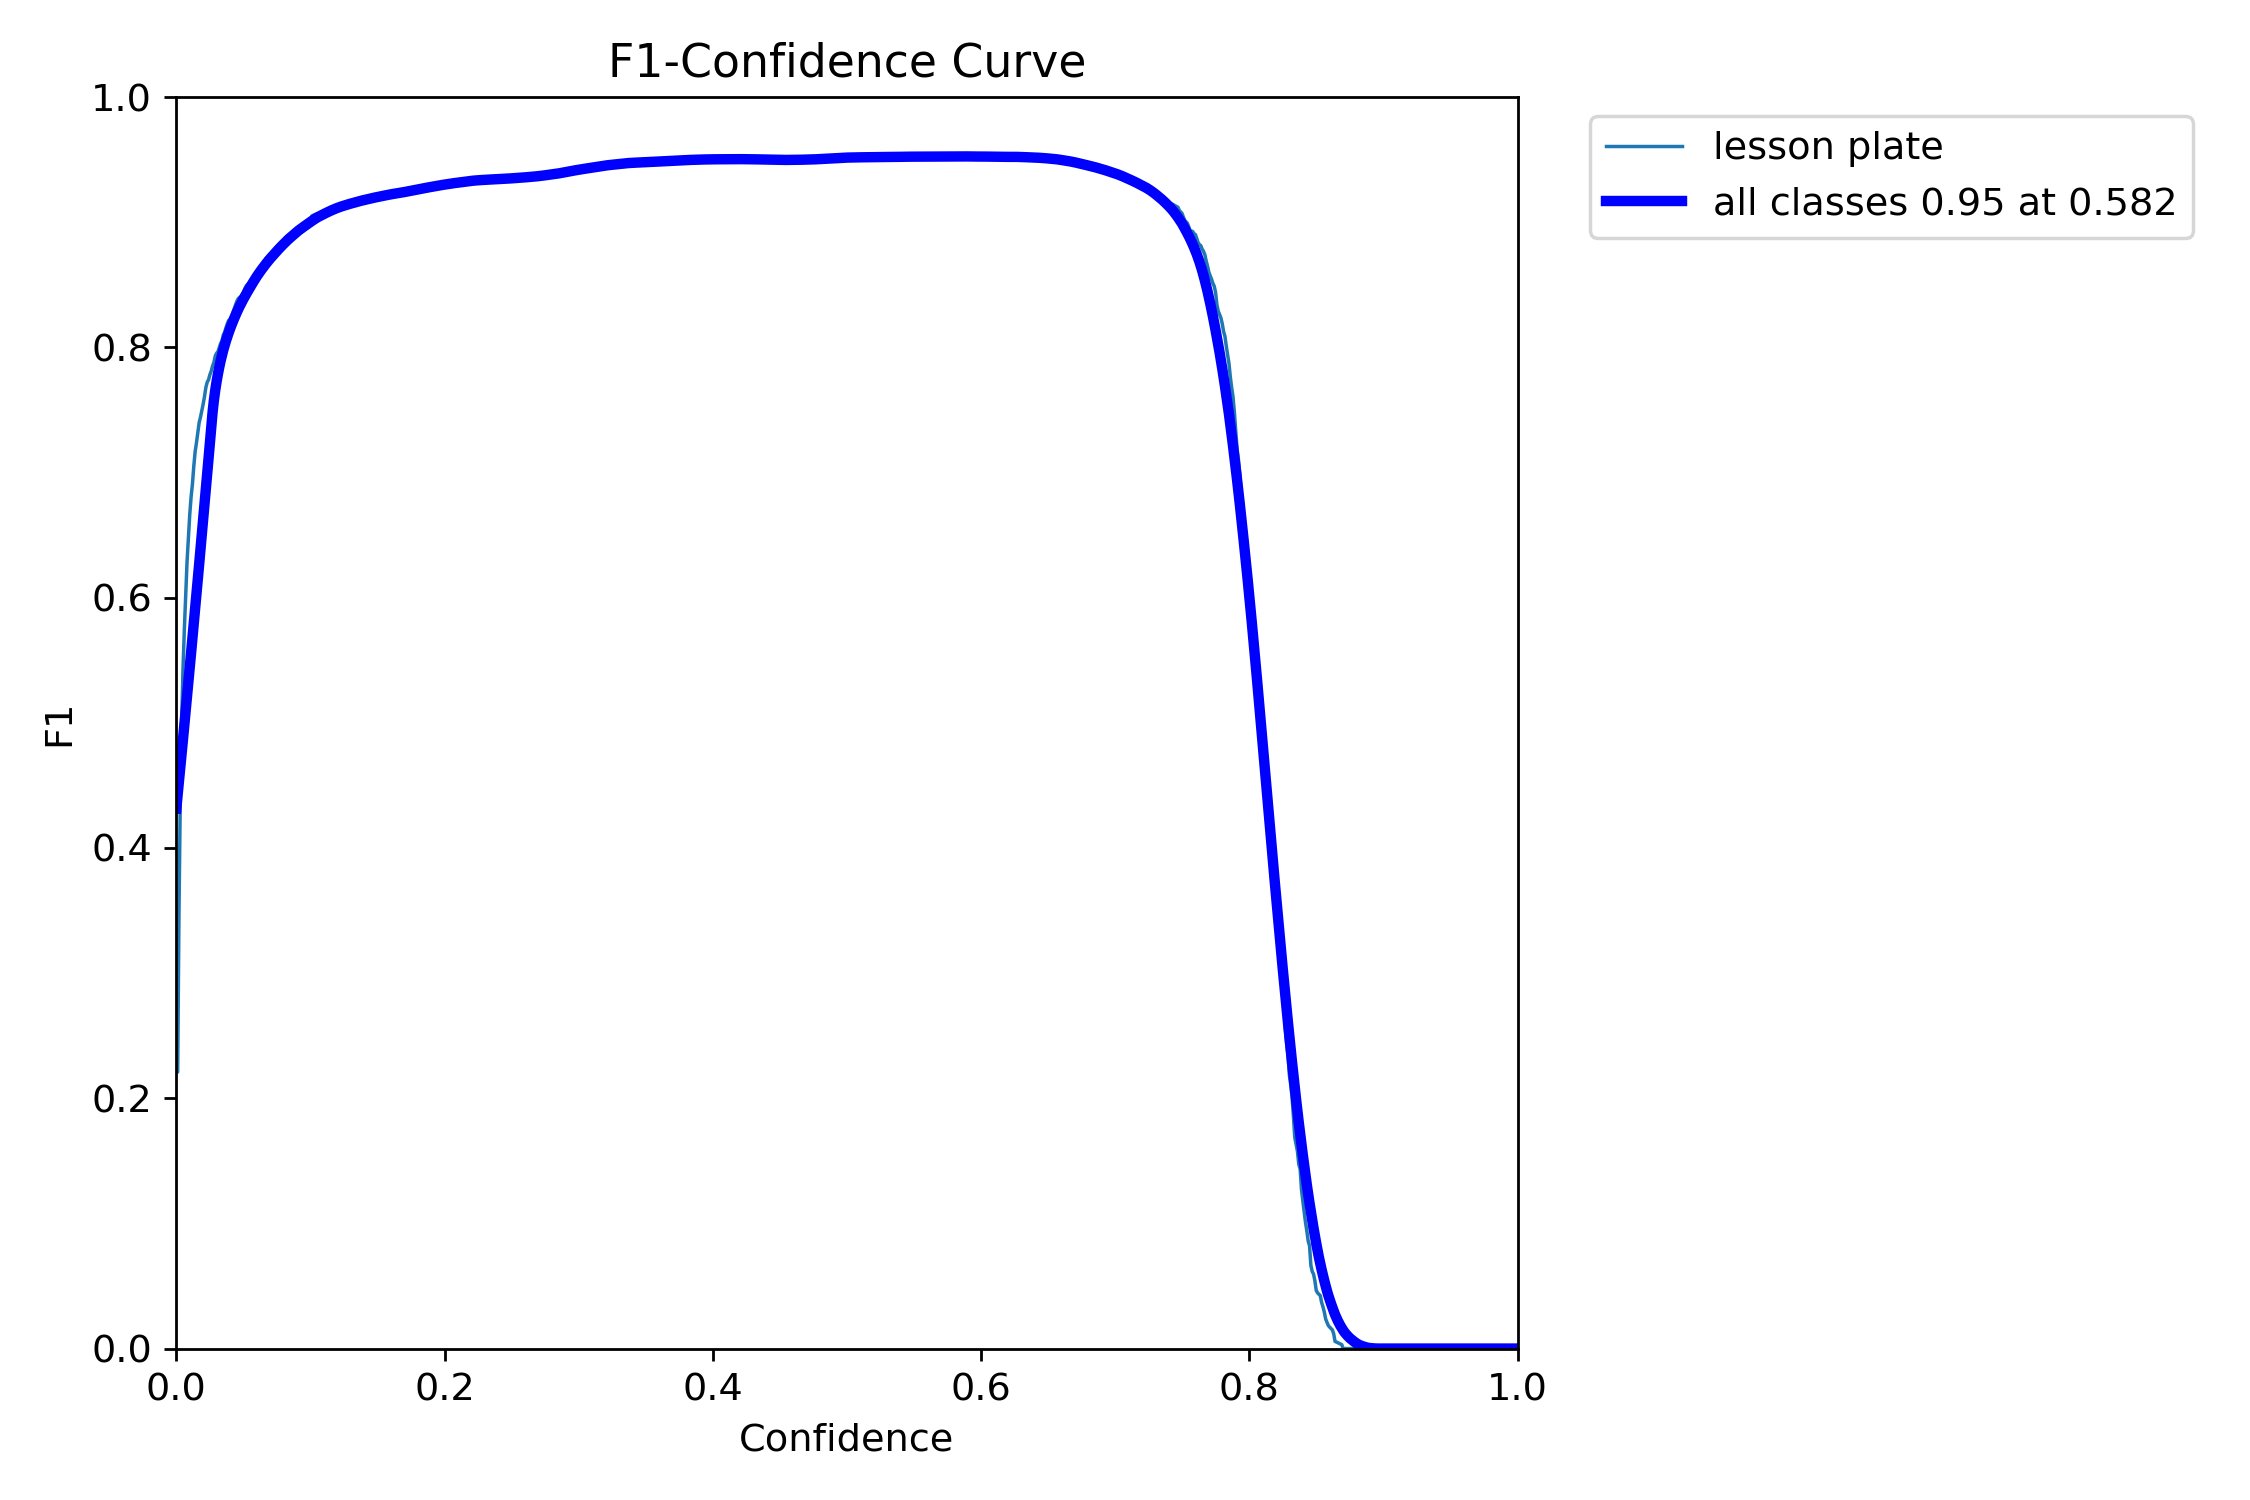 F1-Confidence Curve
1.0
0.8
0.6
0.4
0.2
0.0
F1
0.0 0.2 0.4 0.6 0.8 1.0
Confidence
lesson plate
all classes 0.95 at 0.582